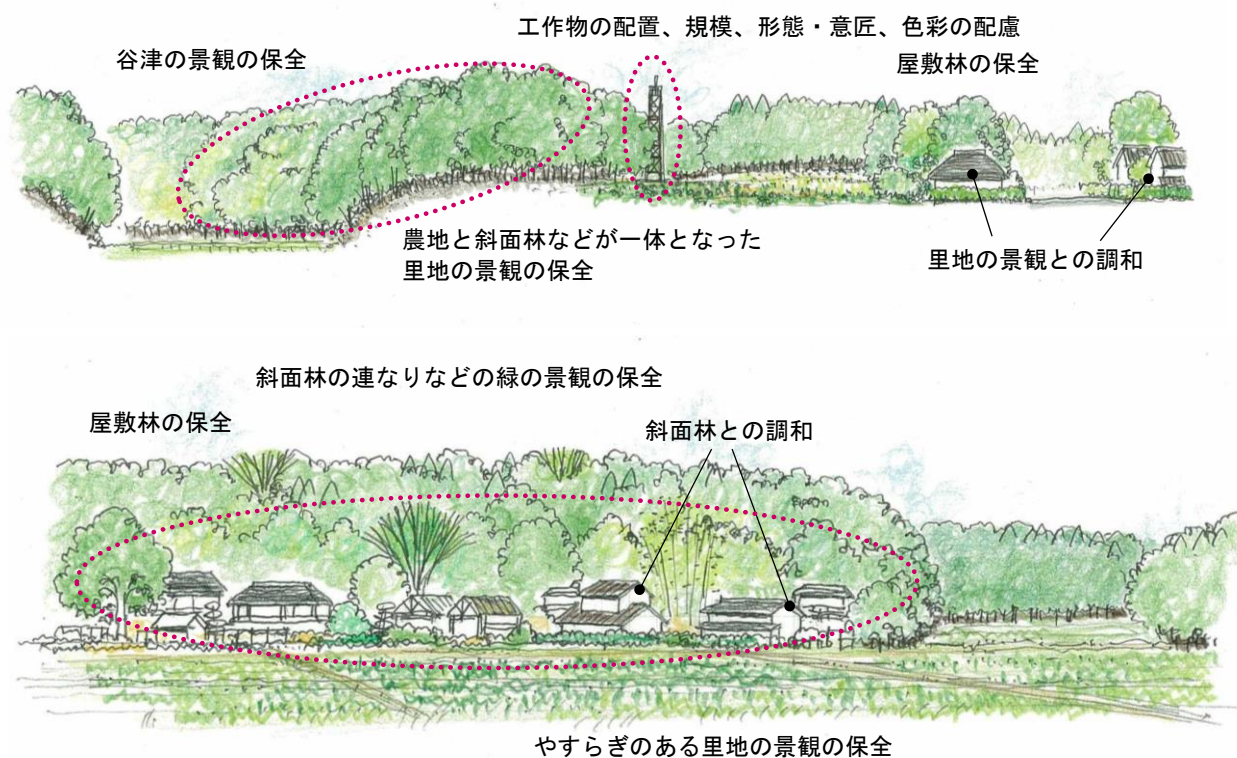 工作物の配置、規模、形態・意匠、色彩の配慮
谷津の景観の保全
屋敷林の保全
農地と斜面林などが一体となった
里地の景観の保全
里地の景観との調和
斜面林の連なりなどの緑の景観の保全
屋敷林の保全
斜面林との調和
やすらぎのある里地の景観の保全